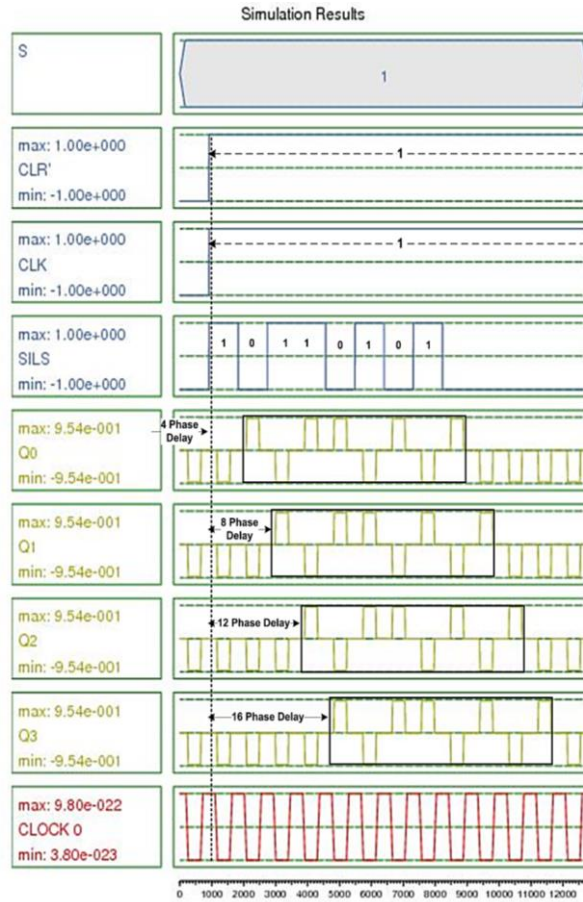 Simulation Results
S
1
max: 1.00e+000
CLR'
min: -1.00e+000
1
max: 1.00e+000
CLK
min: -1.00e+000
1
max: 1.00e+000
SILS
min: -1.00e+000
1 0 1 1 0 1 0 1
max: 9.54e-001
Q0
min: -9.54e-001
4 Phase
Delay
max: 9.54e-001
Q1
min: -9.54e-001
8 Phase
Delay
max: 9.54e-001
Q2
min: -9.54e-001
12 Phase Delay
max: 9.54e-001
Q3
min: -9.54e-001
16 Phase Delay
max: 9.80e-022
CLOCK 0
min: 3.80e-023
0 1000 2000 3000 4000 5000 6000 7000 8000 9000 10000 11000 12000